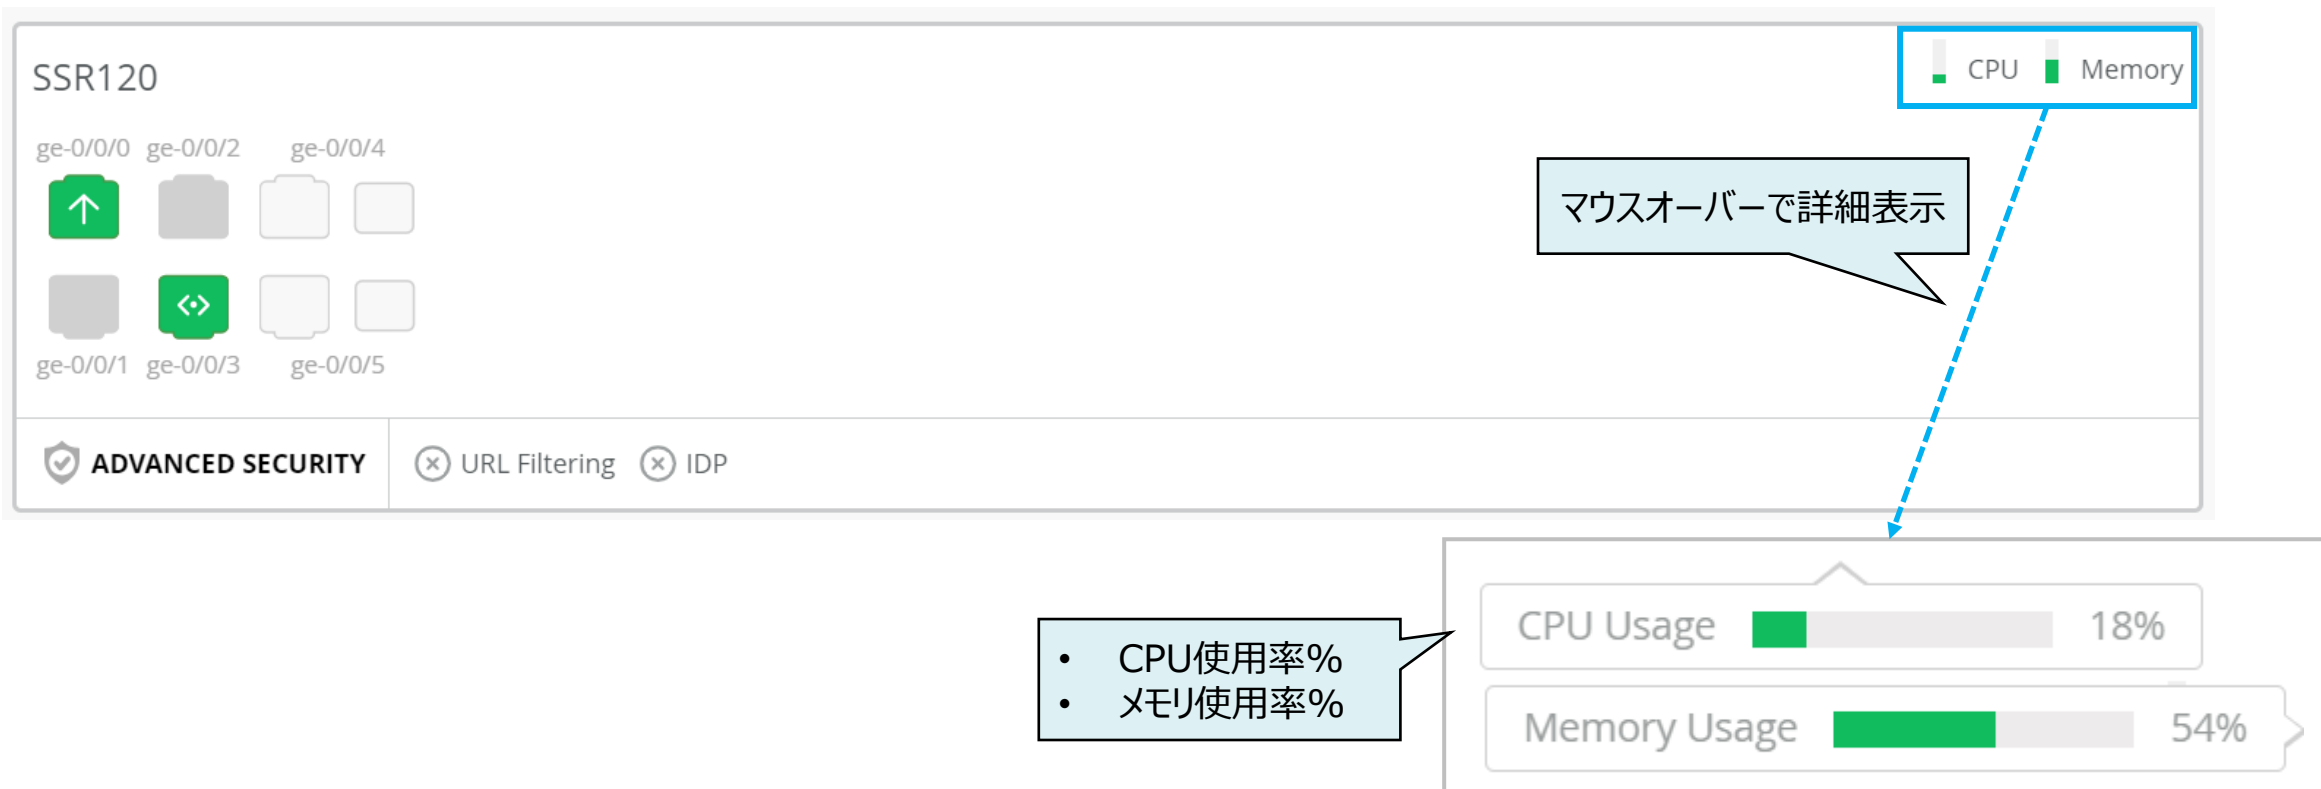 SSR120
CPU Memory
ge-0/0/0 ge-0/0/2 ge-0/0/4
マウスオーバーで詳細表示
ge-0/0/1 ge-0/0/3 ge-0/0/5
ADVANCED SECURITY URL Filtering IDP
CPU Usage 18%
• CPU使用率%
• メモリ使用率%
Memory Usage 54%